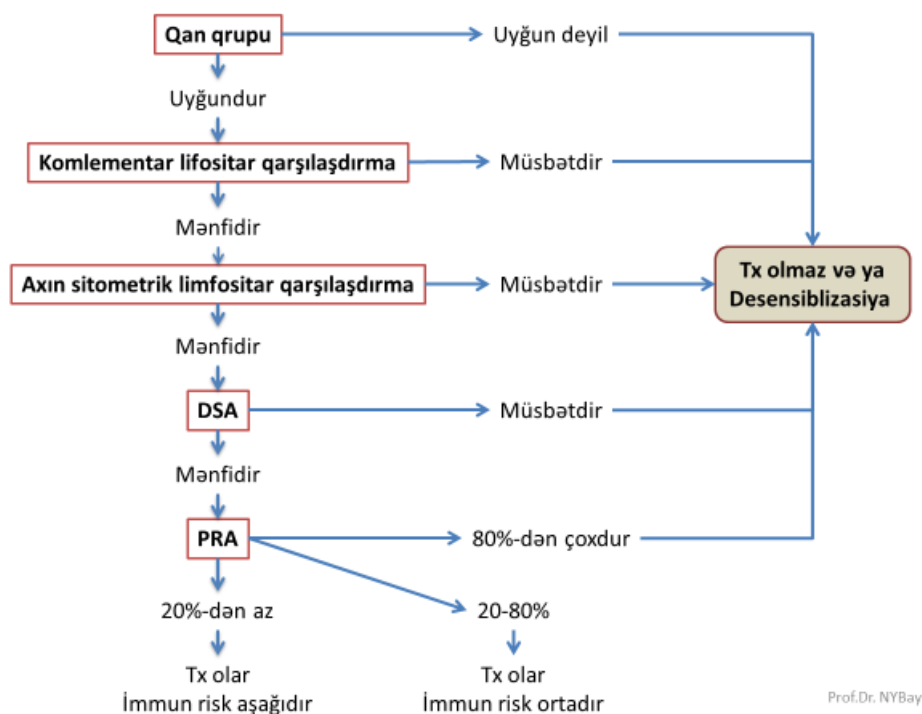 Qan qrupu
Uyğun deyil
Uyğundur
Komlementar lifositar qarşılaşdırma
Müsbətdir
Mənfidir
Axın sitometrik limfositar qarşılaşdırma
Müsbətdir
Tx olmaz və ya
Desensiblizasiya
Mənfidir
DSA
Müsbətdir
Mənfidir
PRA
80%-dən çoxdur
20%-dən az
20-80%
Tx olar
İmmun risk aşağıdır
Tx olar
İmmun risk ortadır
Prof.Dr. NYBay